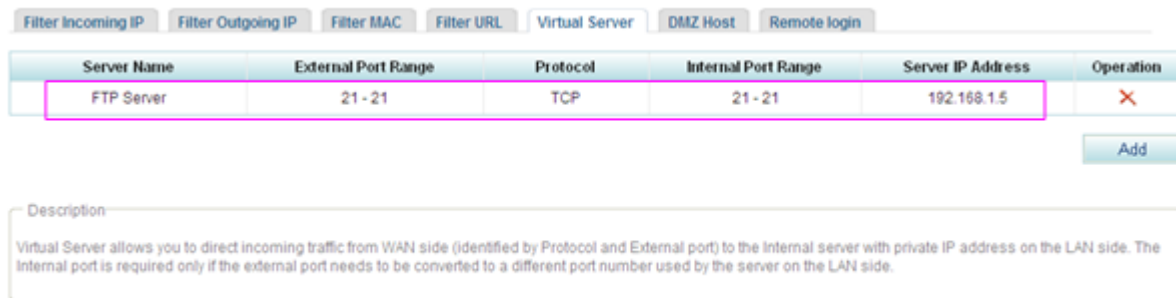 Filter Incoming IP Filter Outgoing IP Filter MAC Filter URL Virtual Server DMZ Host Remote login
Server Name External Port Range Protocol Internal Port Range Server IP Address Operation
FTP Server 21 - 21 TCP 21 - 21 192.168.1.5
Add
Description
Virtual Server allows you to direct incoming traffic from WAN side (identified by Protocol and External port) to the Internal server with private IP address on the LAN side. The
Internal port is required only if the external port needs to be converted to a different port number used by the server on the LAN side.